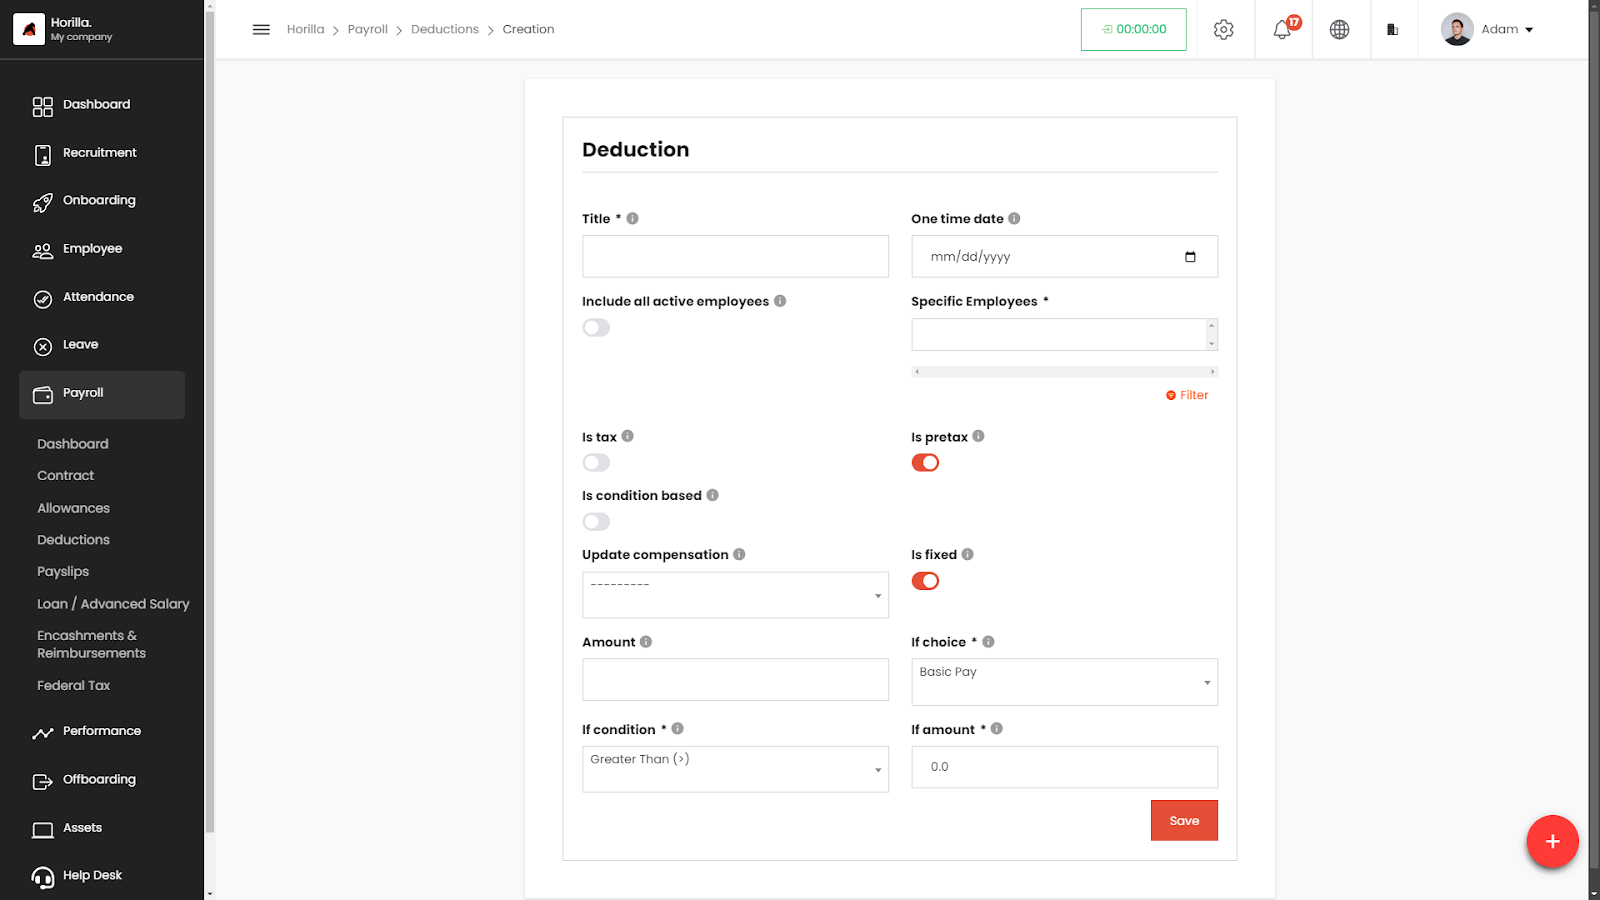 Horilla.
My company
Horilla > Payroll > Deductions > Creation
00:00:00
17
Adam
Dashboard
Recruitment
Onboarding
Employee
Attendance
Leave
Payroll
Dashboard
Contract
Allowances
Deductions
Payslips
Loan / Advanced Salary
Encashments &
Reimbursements
Federal Tax
Performance
Offboarding
Assets
Help Desk
Deduction
Title *
One time date
mm/dd/yyyy
Include all active employees
Specific Employees *
Filter
Is tax
Is pretax
Is condition based
Update compensation
---------
Is fixed
Amount
If choice *
Basic Pay
If condition *
Greater Than (>)
If amount *
0.0
Save
+